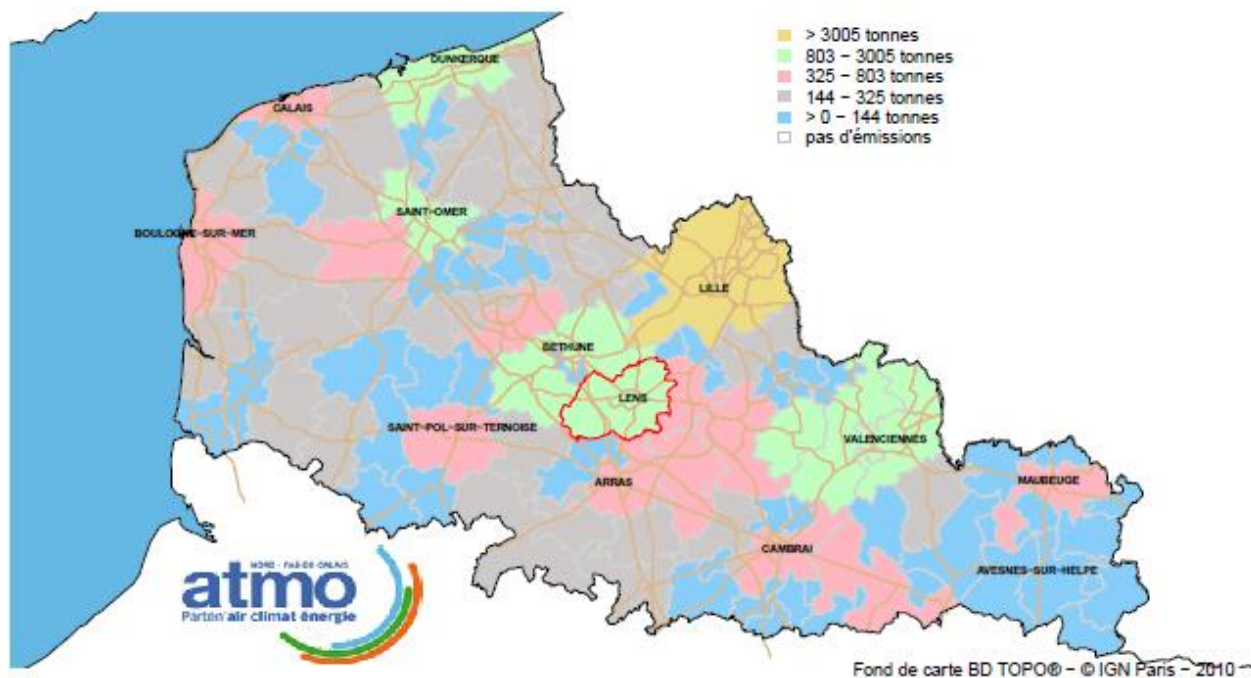 > 3005 tonnes
803 − 3005 tonnes
325 − 803 tonnes
144 − 325 tonnes
> 0 − 144 tonnes
pas d'émissions
DUNKERQUE
CALAIS
SAINT−OMER
BOULOGNE−SUR−MER
LILLE
BETHUNE
LENS
SAINT−POL−SUR−TERNOISE
VALENCIENNES
ARRAS
MAUBEUGE
CAMBRAI
AVESNES−SUR−HELPE
NORD - PAS-DE-CALAIS
atmo
Parten'air climat énergie
Fond de carte BD TOPO® − © IGN Paris − 2010